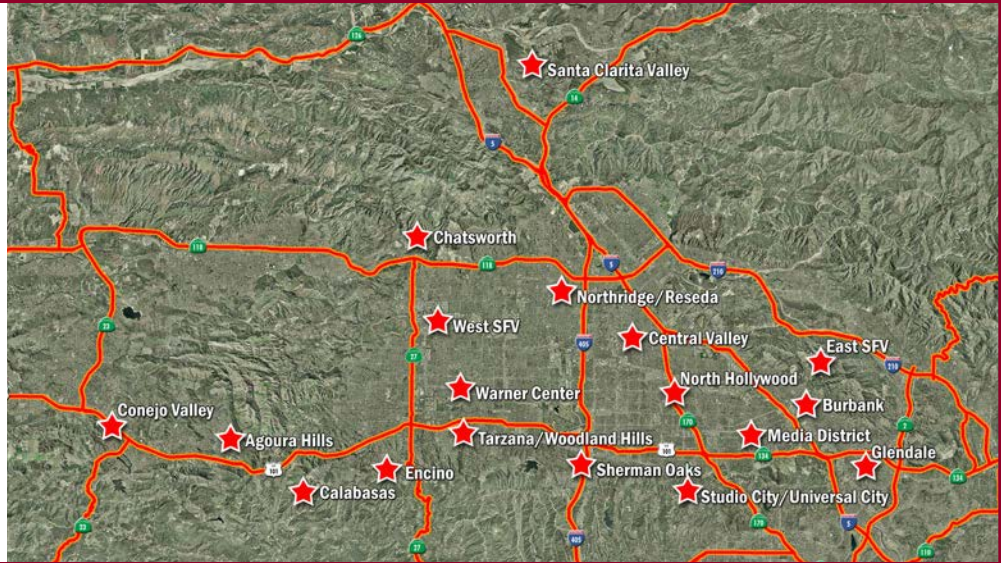 126
Santa Clarita Valley
14
5
Chatsworth
118
118
5
210
Northridge/Reseda
23
West SFV
Central Valley
405
27
East SFV
210
North Hollywood
Warner Center
Burbank
Conejo Valley
170
2
Agoura Hills
Tarzana/Woodland Hills
Media District
101
134
Glendale
101
Encino
Sherman Oaks
134
Calabasas
Studio City/Universal City
23
170
5
405
27
110